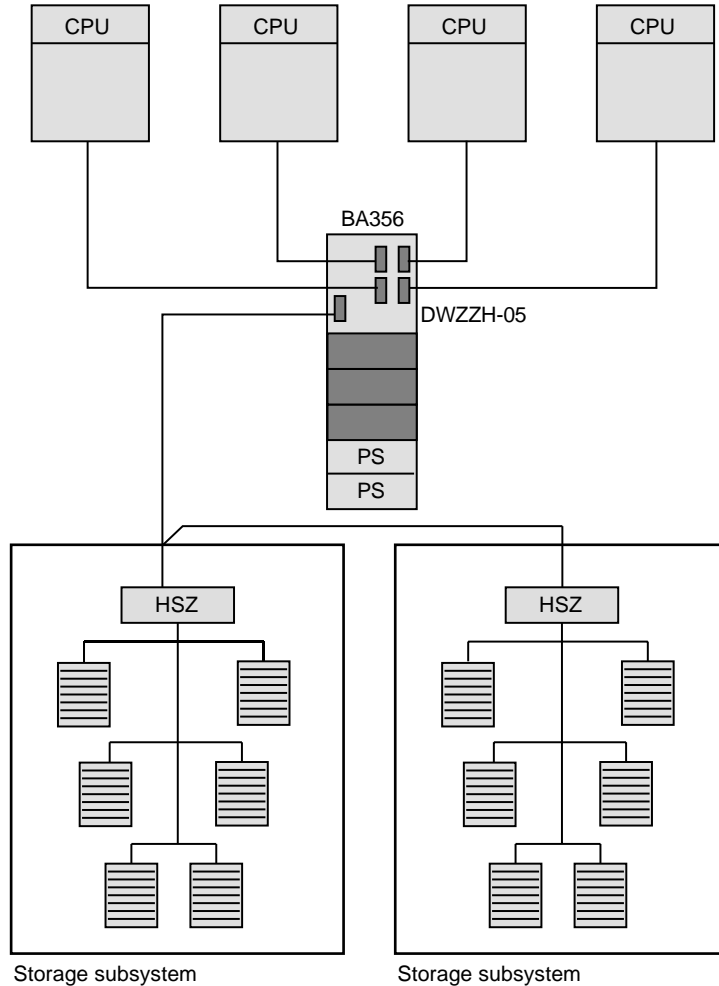 CPU
CPU
CPU
CPU
BA356
DWZZH-05
PS
PS
HSZ
HSZ
Storage subsystem
Storage subsystem